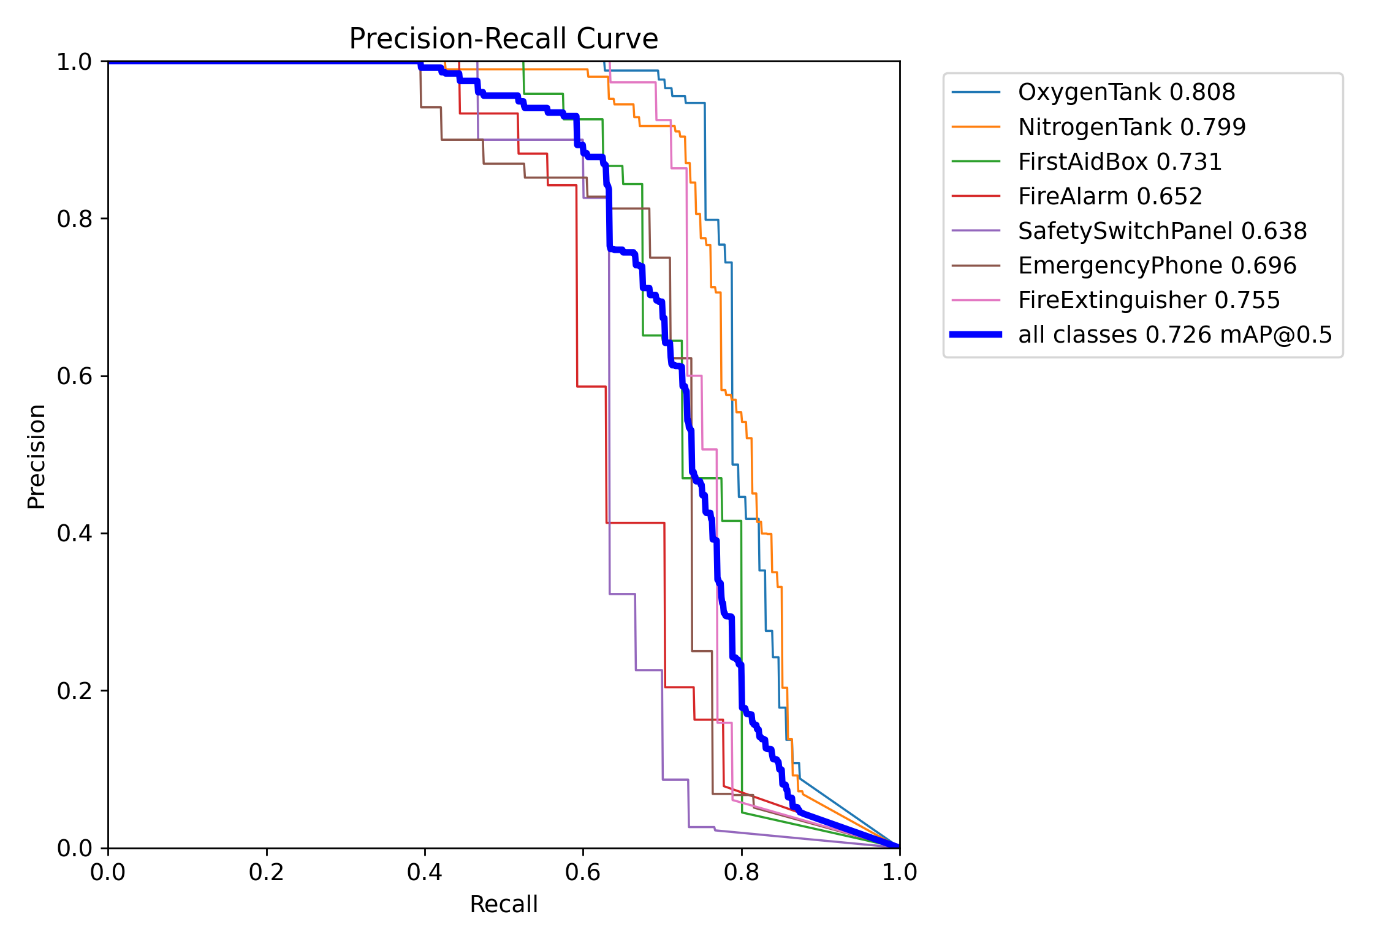 Precision-Recall Curve
1.0
0.8
0.6
0.4
0.2
0.0
Precision
0.0 0.2 0.4 0.6 0.8 1.0
Recall
OxygenTank 0.808
NitrogenTank 0.799
FirstAidBox 0.731
FireAlarm 0.652
SafetySwitchPanel 0.638
EmergencyPhone 0.696
FireExtinguisher 0.755
all classes 0.726 mAP@0.5